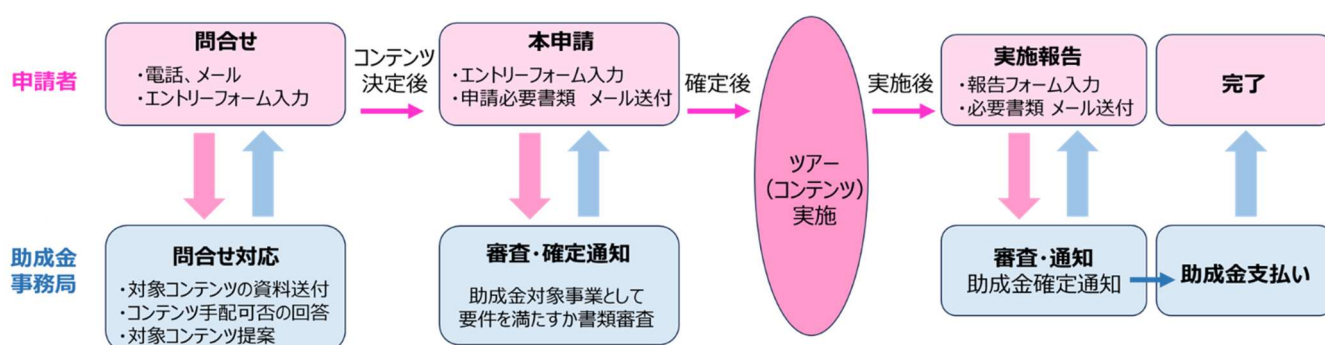 申請者
問合せ
・電話、メール
・エントリーフォーム入力
コンテンツ
決定後
本申請
・エントリーフォーム入力
・申請必要書類 メール送付
確定後
ツアー
（コンテンツ）
実施
実施後
実施報告
・報告フォーム入力
・必要書類 メール送付
完了
助成金
事務局
問合せ対応
・対象コンテンツの資料送付
・コンテンツ手配可否の回答
・対象コンテンツ提案
審査・確定通知
助成金対象事業として
要件を満たすか書類審査
審査・通知
助成金確定通知
助成金支払い